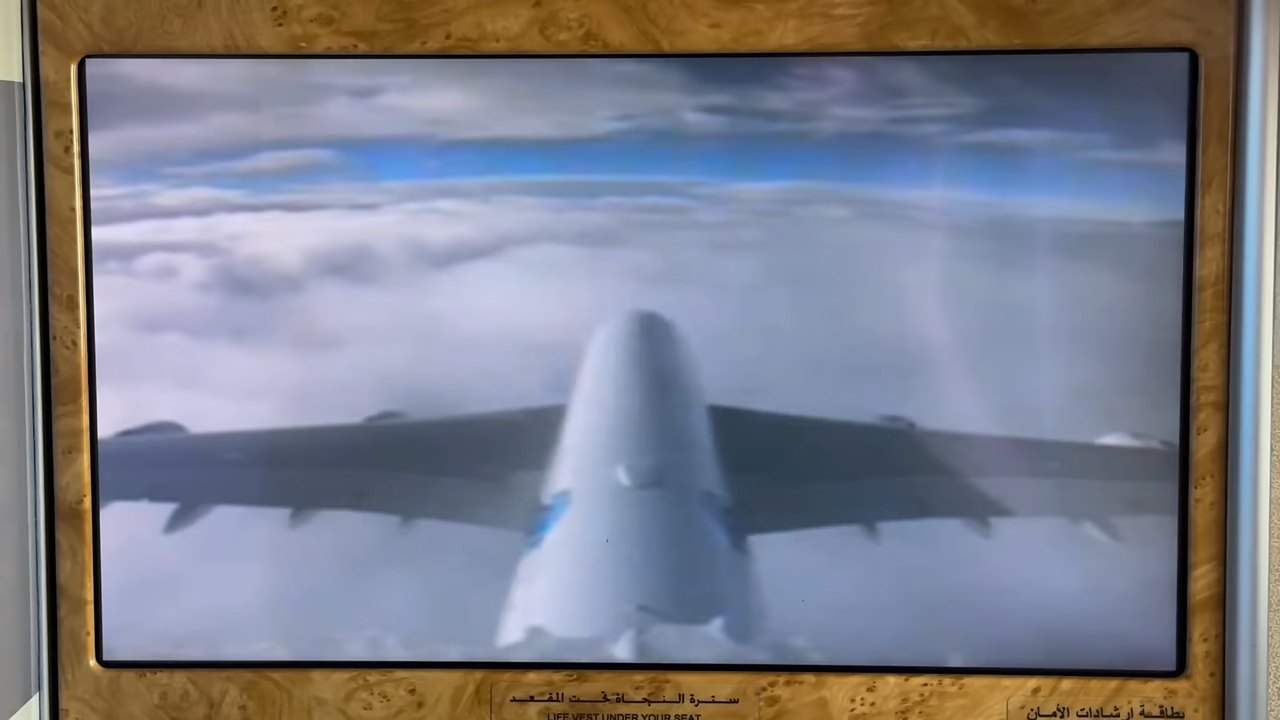 سترة النجاة تحت المقعد
LIFE VEST UNDER YOUR SEAT
بطاقة إرشادات الأمان